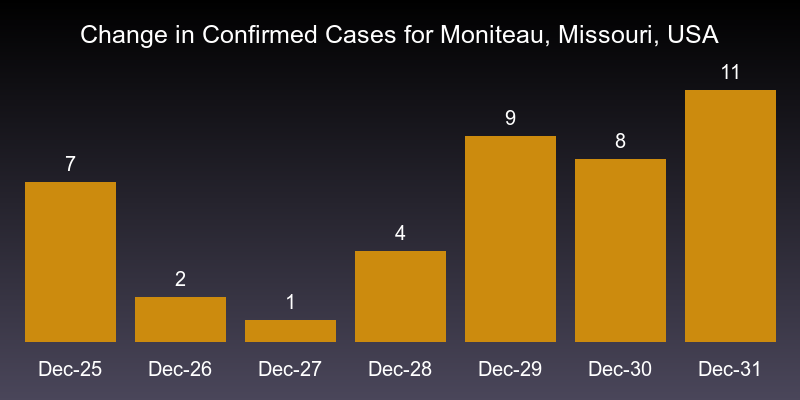 Change in Confirmed Cases for Moniteau, Missouri, USA
7
2
1
4
9
8
11
Dec-25
Dec-26
Dec-27
Dec-28
Dec-29
Dec-30
Dec-31